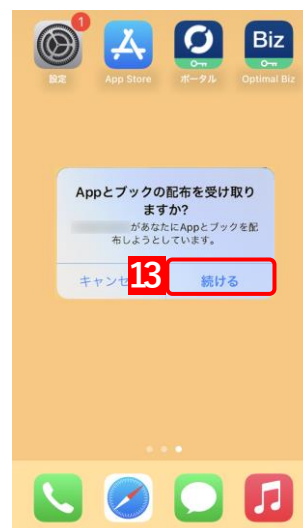 1
Biz
設定 App Store ポータル Optimal Biz
Appとブックの配布を受け取り
ますか?
があなたにAppとブックを配
布しようとしています。
キャンセ
13
続ける